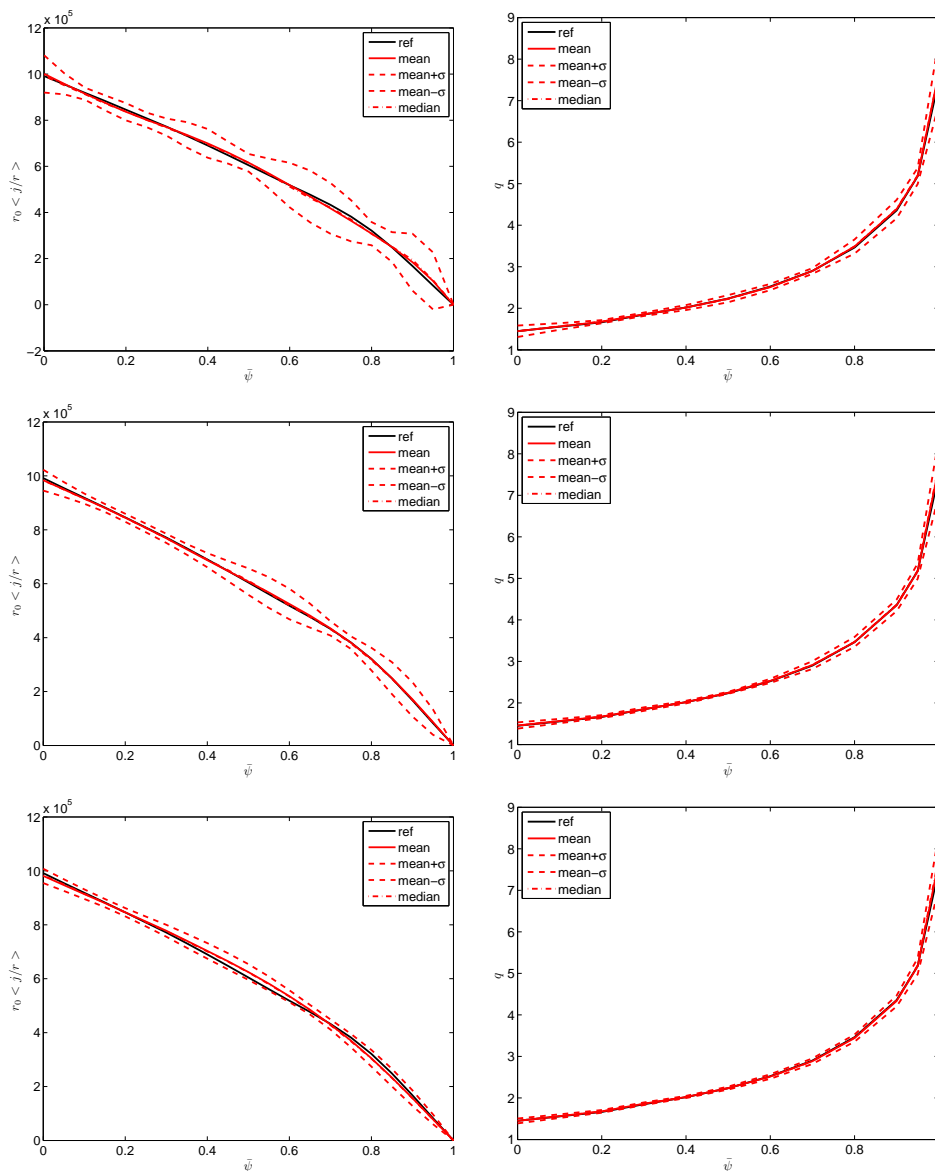 x 10⁵
12
10
8
6
4
2
0
−2
0 0.2 0.4 0.6 0.8 1
r₀ < j/r >
ψ̄
ref
mean
mean+σ
mean−σ
median
9
8
7
6
5
4
3
2
1
0 0.2 0.4 0.6 0.8
q
ψ̄
ref
mean
mean+σ
mean−σ
median
x 10⁵
12
10
8
6
4
2
0
0 0.2 0.4 0.6 0.8 1
r₀ < j/r >
ψ̄
ref
mean
mean+σ
mean−σ
median
9
8
7
6
5
4
3
2
1
0 0.2 0.4 0.6 0.8
q
ψ̄
ref
mean
mean+σ
mean−σ
median
x 10⁵
12
10
8
6
4
2
0
0 0.2 0.4 0.6 0.8 1
r₀ < j/r >
ψ̄
ref
mean
mean+σ
mean−σ
median
9
8
7
6
5
4
3
2
1
0 0.2 0.4 0.6 0.8
q
ψ̄
ref
mean
mean+σ
mean−σ
median